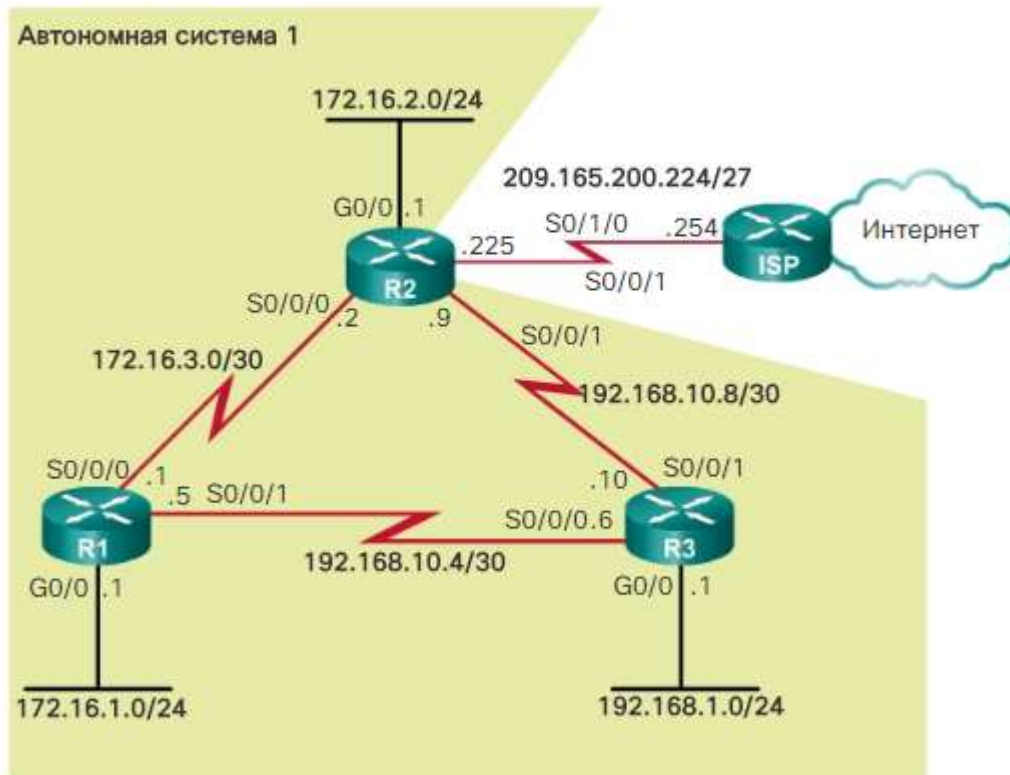 Автономная система 1
172.16.2.0/24
209.165.200.224/27
G0/0 .1
S0/1/0 .254
Интернет
.225
ISP
S0/0/1
R2
S0/0/0 .2 .9
S0/0/1
172.16.3.0/30
192.168.10.8/30
S0/0/0 .1
.10 S0/0/1
.5 S0/0/1
S0/0/0.6
R1
R3
192.168.10.4/30
G0/0 .1
G0/0 .1
172.16.1.0/24
192.168.1.0/24